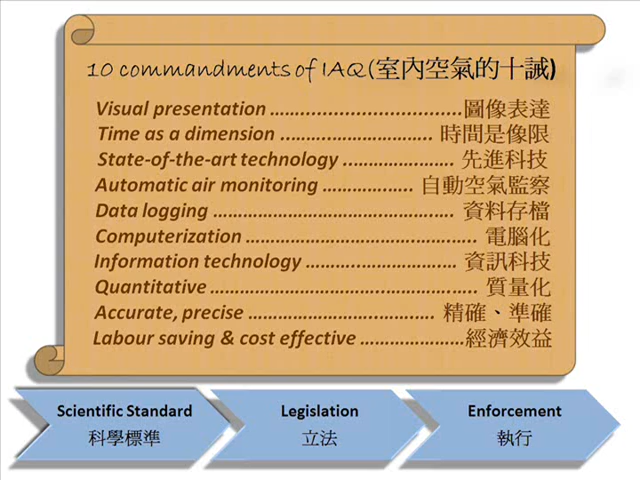 10 commandments of IAQ(室內空氣的十誡)
Visual presentation ..............................圖像表達
Time as a dimension ........................... 時間是像限
State-of-the-art technology .................... 先進科技
Automatic air monitoring ................ 自動空氣監察
Data logging ........................................... 資料存檔
Computerization ......................................... 電腦化
Information technology ........................... 資訊科技
Quantitative ............................................... 質量化
Accurate, precise ................................ 精確、準確
Labour saving & cost effective ....................經濟效益
Scientific Standard
科學標準
Legislation
立法
Enforcement
執行